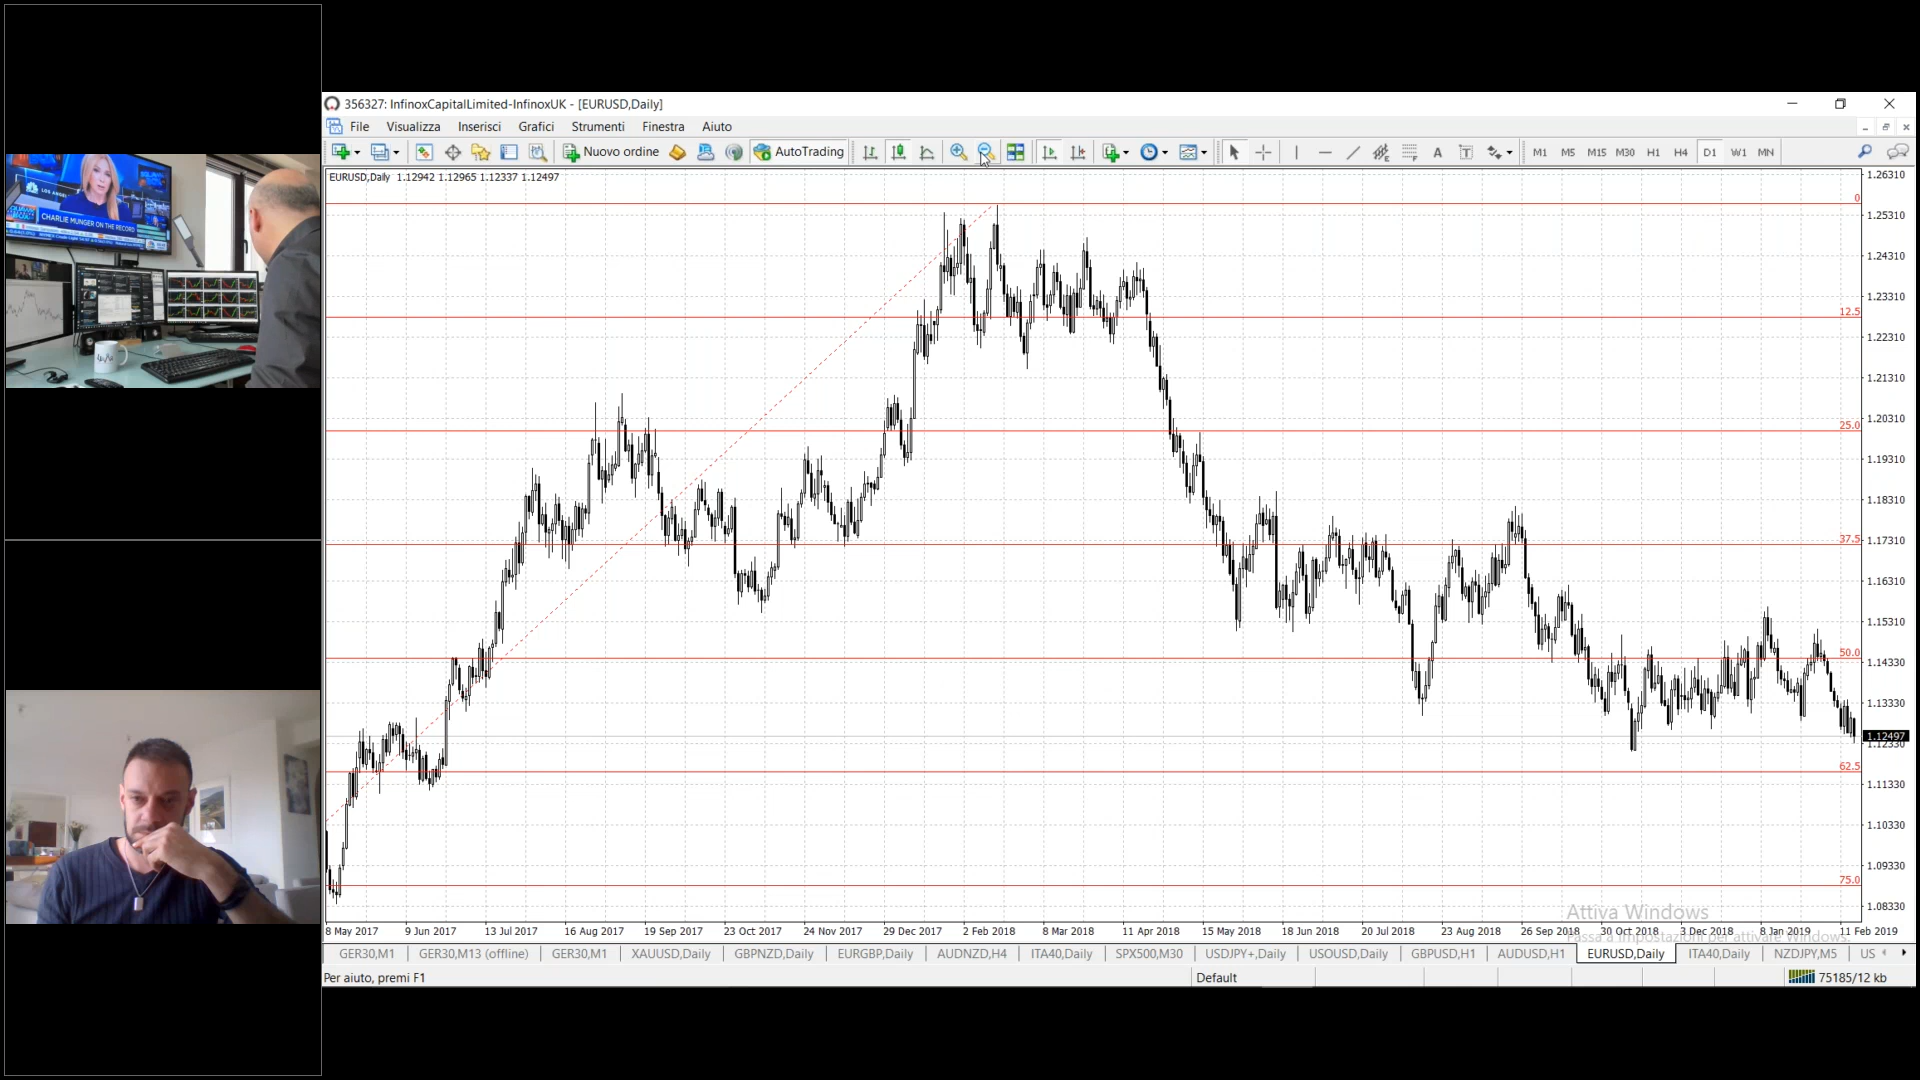 LOS ANGEL
CHARLIE MUNGER ON THE RECORD
356327: InfinoxCapitalLimited-InfinoxUK - [EURUSD,Daily]
File Visualizza Inserisci Grafici Strumenti Finestra Aiuto
Nuovo ordine AutoTrading A T M1 M5 M15 M30 H1 H4 D1 W1 MN
EURUSD,Daily 1.12942 1.12965 1.12337 1.12497
1.26310
0
1.25310
1.24310
1.23310
12.5
1.22310
1.21310
1.20310
25.0
1.19310
1.18310
1.17310
37.5
1.16310
1.15310
50.0
1.14330
1.13330
1.12497
1.12330
62.5
1.11330
1.10330
1.09330
75.0
1.08330
Attiva Windows
Passa a Impostazioni per attivare Windows.
8 May 2017 9 Jun 2017 13 Jul 2017 16 Aug 2017 19 Sep 2017 23 Oct 2017 24 Nov 2017 29 Dec 2017 2 Feb 2018 8 Mar 2018 11 Apr 2018 15 May 2018 18 Jun 2018 20 Jul 2018 23 Aug 2018 26 Sep 2018 30 Oct 2018 3 Dec 2018 8 Jan 2019 11 Feb 2019
GER30,M1 GER30,M13 (offline) GER30,M1 XAUUSD,Daily GBPNZD,Daily EURGBP,Daily AUDNZD,H4 ITA40,Daily SPX500,M30 USDJPY+,Daily USOUSD,Daily GBPUSD,H1 AUDUSD,H1 EURUSD,Daily ITA40,Daily NZDJPY,M5 US
Per aiuto, premi F1 Default 75185/12 kb